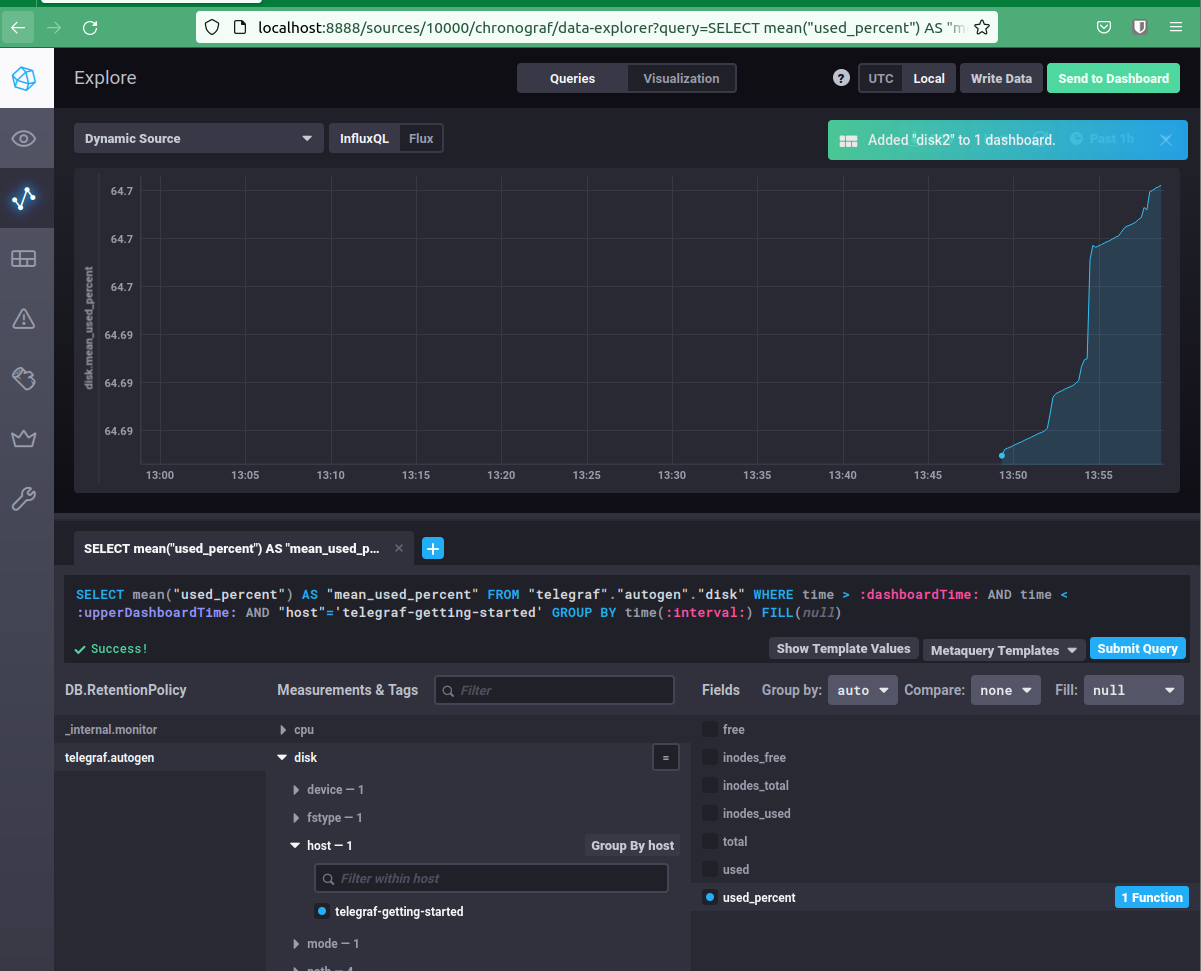 localhost:8888/sources/10000/chronograf/data-explorer?query=SELECT mean("used_percent") AS "m
Explore
Queries Visualization
? UTC Local Write Data Send to Dashboard
Dynamic Source InfluxQL Flux
Added "disk2" to 1 dashboard. Past 1h
disk.mean_used_percent
64.7
64.7
64.7
64.69
64.69
64.69
13:00 13:05 13:10 13:15 13:20 13:25 13:30 13:35 13:40 13:45 13:50 13:55
SELECT mean("used_percent") AS "mean_used_p...
SELECT mean("used_percent") AS "mean_used_percent" FROM "telegraf"."autogen"."disk" WHERE time > :dashboardTime: AND time <
:upperDashboardTime: AND "host"='telegraf-getting-started' GROUP BY time(:interval:) FILL(null)
Success! Show Template Values Metaquery Templates Submit Query
DB.RetentionPolicy Measurements & Tags Filter Fields Group by: auto Compare: none Fill: null
_internal.monitor cpu free
telegraf.autogen disk = inodes_free
device — 1 inodes_total
fstype — 1 inodes_used
host — 1 Group By host total
Filter within host used
used_percent 1 Function
telegraf-getting-started
mode — 1
path — 4